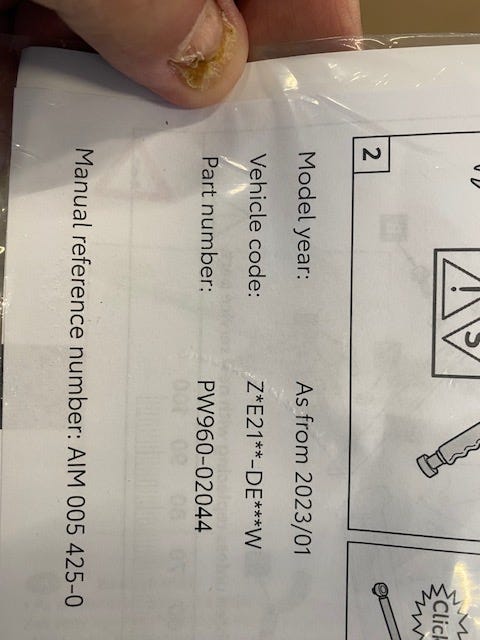 2
Model year: As from 2023/01
Vehicle code: Z*E21**-DE***W
Part number: PW960-02044
Manual reference number: AIM 005 425-0
Click